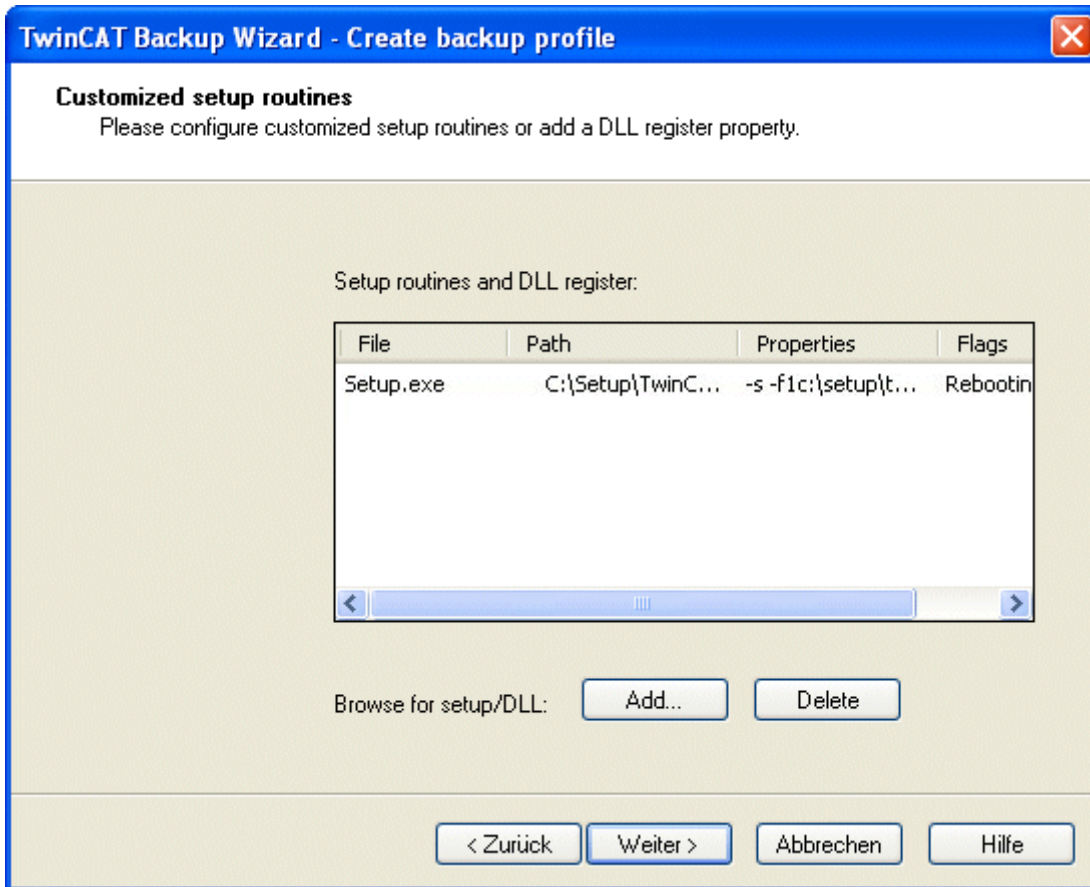 TwinCAT Backup Wizard - Create backup profile
Customized setup routines
Please configure customized setup routines or add a DLL register property.
Setup routines and DLL register:
File Path Properties Flags
Setup.exe C:\Setup\TwinC... -s -f1c:\setup\t... Rebootin
Browse for setup/DLL: Add... Delete
< Zurück Weiter > Abbrechen Hilfe